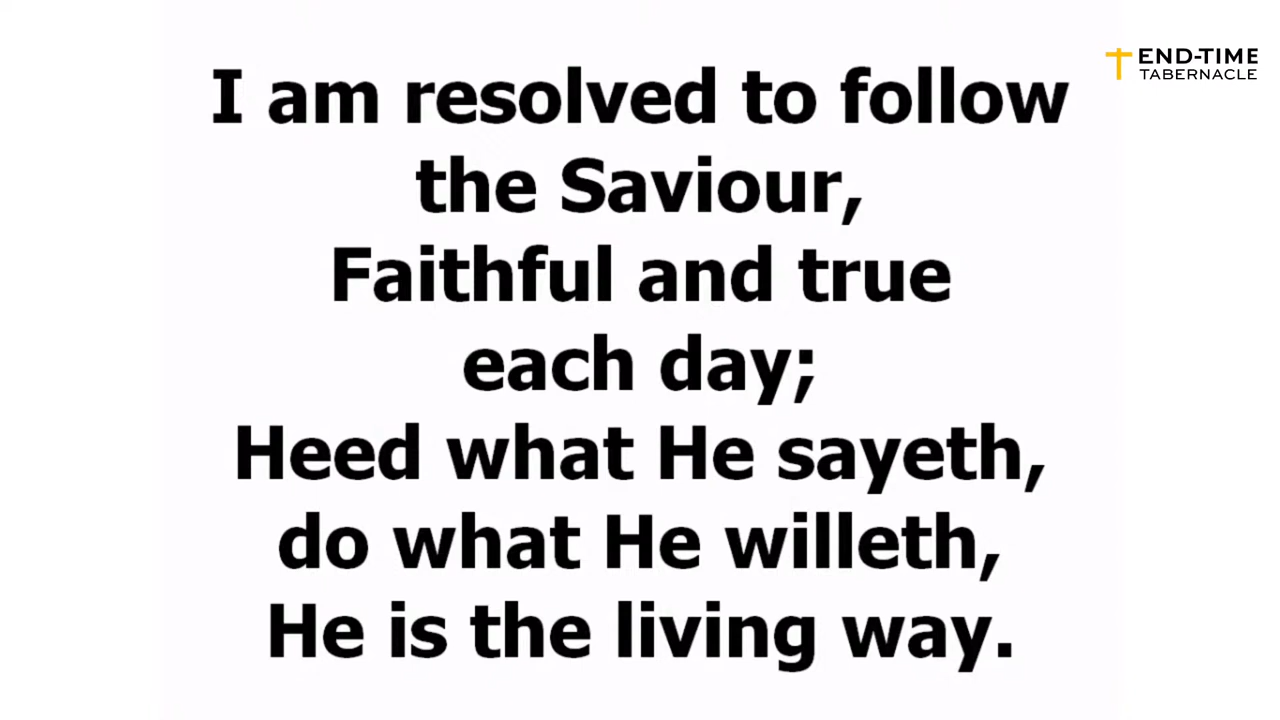 END-TIME
TABERNACLE
I am resolved to follow
the Saviour,
Faithful and true
each day;
Heed what He sayeth,
do what He willeth,
He is the living way.